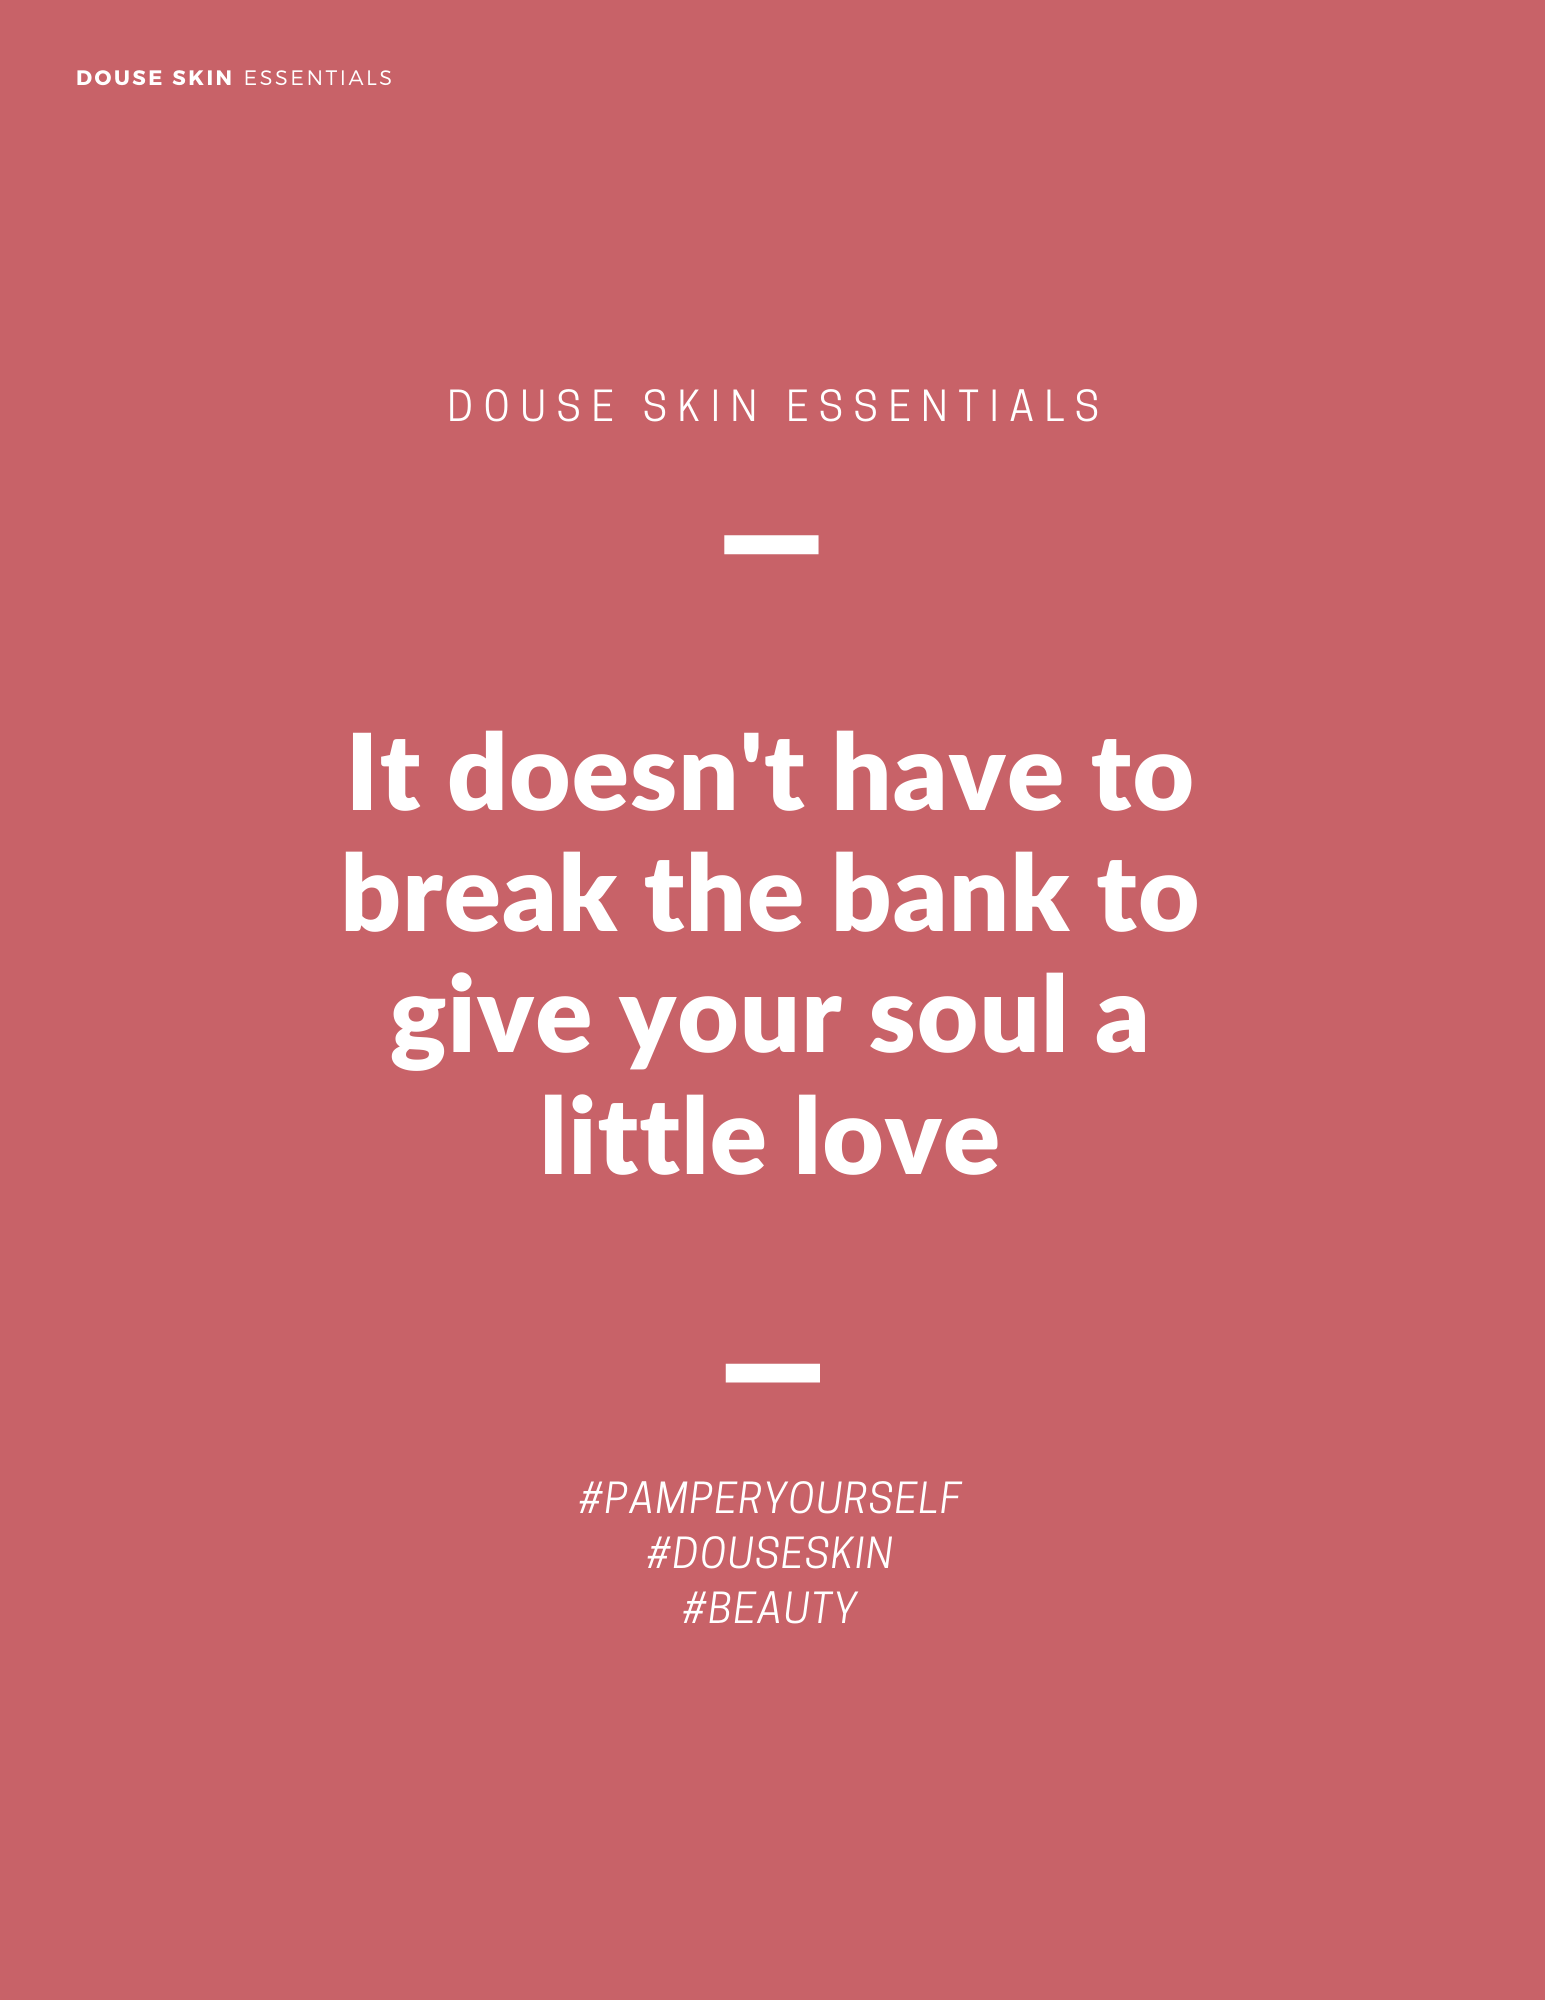 DOUSE SKIN ESSENTIALS
DOUSE SKIN ESSENTIALS
It doesn't have to
break the bank to
give your soul a
little love
#PAMPERYOURSELF
#DOUSESKIN
#BEAUTY